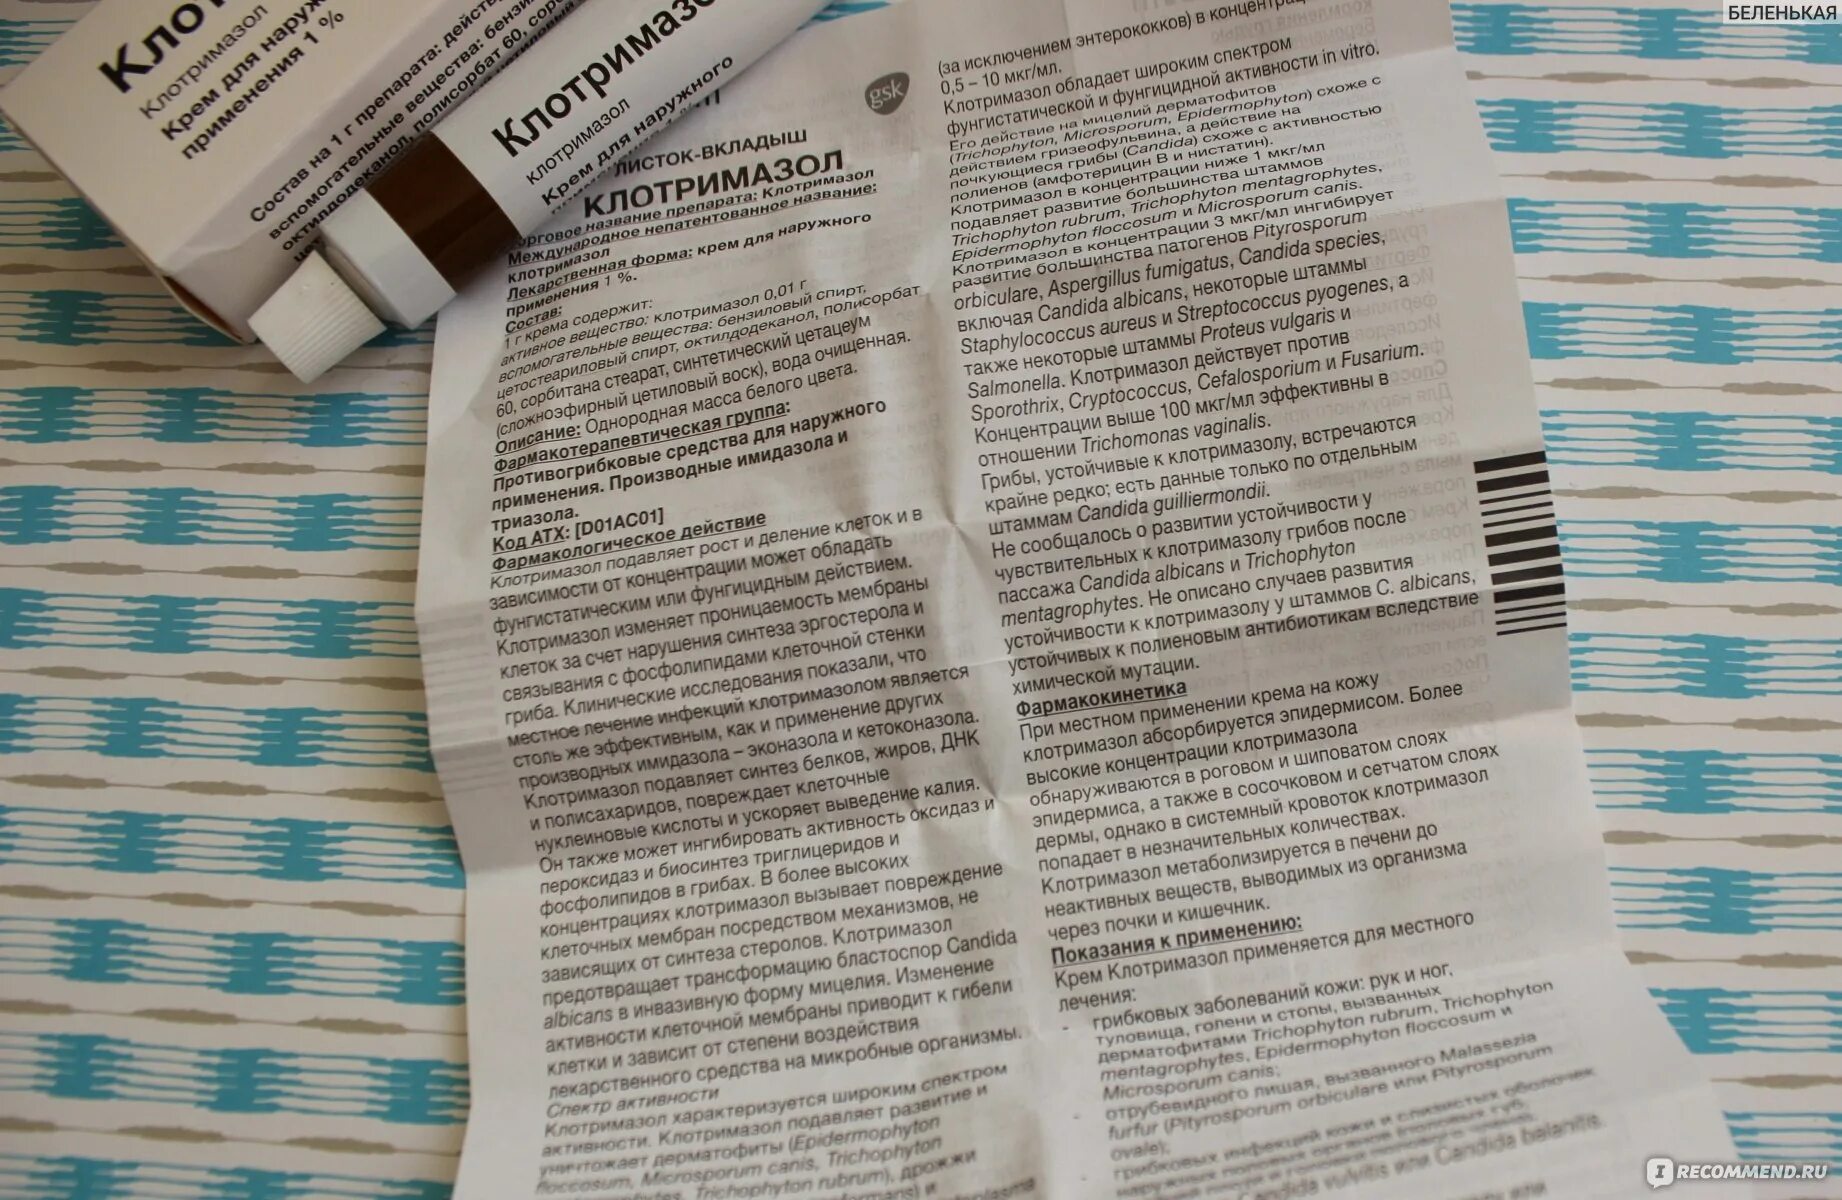 БЕЛЕНЬКАЯ
Клотримазол
Крем для наружн
применения 1 %
Состав на 1 г препарата:
вспомогательные вещества: бензи
октилдодеканол, полисорбат 60,
Клотримазо
клотримазол
Крем для наружного
gsk
ЛИСТОК-ВКЛАДЫШ
КЛОТРИМАЗОЛ
Торговое название препарата: Клотримазол
Международное непатентованное название:
клотримазол
Лекарственная форма: крем для наружного
применения 1 %.
Состав:
1 г крема содержит:
активное вещество: клотримазол 0,01 г
вспомогательные вещества: бензиловый спирт,
цетостеариловый спирт, октилдодеканол, полисорбат
60, сорбитана стеарат, синтетический цетацеум
(сложноэфирный цетиловый воск), вода очищенная.
Описание: Однородная масса белого цвета.
Фармакотерапевтическая группа:
Противогрибковые средства для наружного
применения. Производные имидазола и
триазола.
Код АТХ: [D01AC01]
Фармакологическое действие
Клотримазол подавляет рост и деление клеток и в
зависимости от концентрации может обладать
фунгистатическим или фунгицидным действием.
Клотримазол изменяет проницаемость мембраны
клеток за счет нарушения синтеза эргостерола и
связывания с фосфолипидами клеточной стенки
гриба. Клинические исследования показали, что
местное лечение инфекций клотримазолом является
столь же эффективным, как и применение других
производных имидазола – эконазола и кетоконазола.
Клотримазол подавляет синтез белков, жиров, ДНК
и полисахаридов, повреждает клеточные
нуклеиновые кислоты и ускоряет выведение калия.
Он также может ингибировать активность оксидаз и
пероксидаз и биосинтез триглицеридов и
фосфолипидов в грибах. В более высоких
концентрациях клотримазол вызывает повреждение
клеточных мембран посредством механизмов, не
зависящих от синтеза стеролов. Клотримазол
предотвращает трансформацию бластоспор Candida
albicans в инвазивную форму мицелия. Изменение
активности клеточной мембраны приводит к гибели
клетки и зависит от степени воздействия
лекарственного средства на микробные организмы.
Спектр активности
Клотримазол характеризуется широким спектром
активности. Клотримазол подавляет развитие и
уничтожает дерматофиты (Epidermophyton
floccosum, Microsporum canis, Trichophyton
mentagrophytes, Trichophyton rubrum), дрожжи
(за исключением энтерококков) в концентрац
0,5 – 10 мкг/мл.
Клотримазол обладает широким спектром
фунгистатической и фунгицидной активности in vitro.
Его действие на мицелий дерматофитов
(Trichophyton, Microsporum, Epidermophyton) схоже с
действием гризеофульвина, а действие на
почкующиеся грибы (Candida) схоже с активностью
полиенов (амфотерицин В и нистатин).
Клотримазол в концентрации ниже 1 мкг/мл
подавляет развитие большинства штаммов
Trichophyton rubrum, Trichophyton mentagrophytes,
Epidermophyton floccosum и Microsporum canis.
Клотримазол в концентрации 3 мкг/мл ингибирует
развитие большинства патогенов Pityrosporum
orbiculare, Aspergillus fumigatus, Candida species,
включая Candida albicans, некоторые штаммы
Staphylococcus aureus и Streptococcus pyogenes, а
также некоторые штаммы Proteus vulgaris и
Salmonella. Клотримазол действует против
Sporothrix, Cryptococcus, Cefalosporium и Fusarium.
Концентрации выше 100 мкг/мл эффективны в
отношении Trichomonas vaginalis.
Грибы, устойчивые к клотримазолу, встречаются
крайне редко; есть данные только по отдельным
штаммам Candida guilliermondii.
Не сообщалось о развитии устойчивости у
чувствительных к клотримазолу грибов после
пассажа Candida albicans и Trichophyton
mentagrophytes. Не описано случаев развития
устойчивости к клотримазолу у штаммов C. albicans,
устойчивых к полиеновым антибиотикам вследствие
химической мутации.
Фармакокинетика
При местном применении крема на кожу
клотримазол абсорбируется эпидермисом. Более
высокие концентрации клотримазола
обнаруживаются в роговом и шиповатом слоях
эпидермиса, а также в сосочковом и сетчатом слоях
дермы, однако в системный кровоток клотримазол
попадает в незначительных количествах.
Клотримазол метаболизируется в печени до
неактивных веществ, выводимых из организма
через почки и кишечник.
Показания к применению:
Крем Клотримазол применяется для местного
лечения:
- грибковых заболеваний кожи: рук и ног,
туловища, голени и стопы, вызванных
дерматофитами Trichophyton rubrum, Trichophyton
mentagrophytes, Epidermophyton floccosum и
Microsporum canis;
- отрубевидного лишая, вызванного Malassezia
furfur (Pityrosporum orbiculare или Pityrosporum
ovale);
- грибковых инфекций кожи и слизистых оболочек
Candida vulvitis или Candida balanitis.
IRECOMMEND.RU